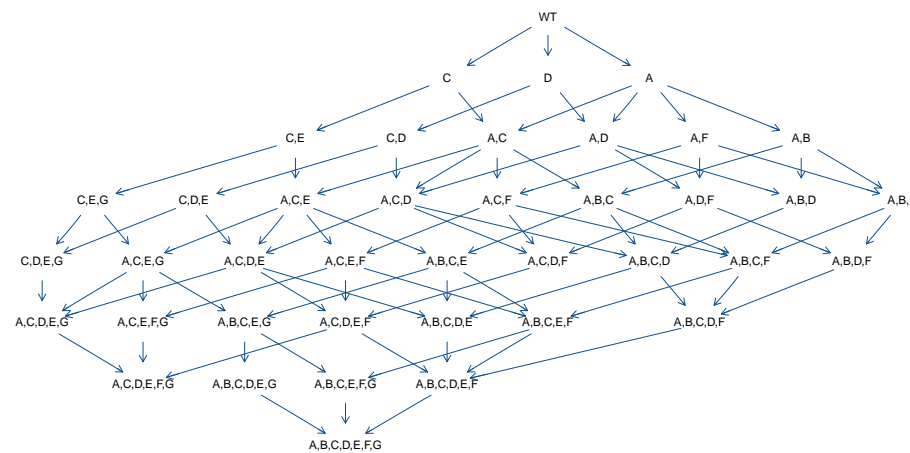 WT
C D A
C,E C,D A,C A,D A,F A,B
C,E,G C,D,E A,C,E A,C,D A,C,F A,B,C A,D,F A,B,D A,B,
C,D,E,G A,C,E,G A,C,D,E A,C,E,F A,B,C,E A,C,D,F A,B,C,D A,B,C,F A,B,D,F
A,C,D,E,G A,C,E,F,G A,B,C,E,G A,C,D,E,F A,B,C,D,E A,B,C,E,F A,B,C,D,F
A,C,D,E,F,G A,B,C,D,E,G A,B,C,E,F,G A,B,C,D,E,F
A,B,C,D,E,F,G